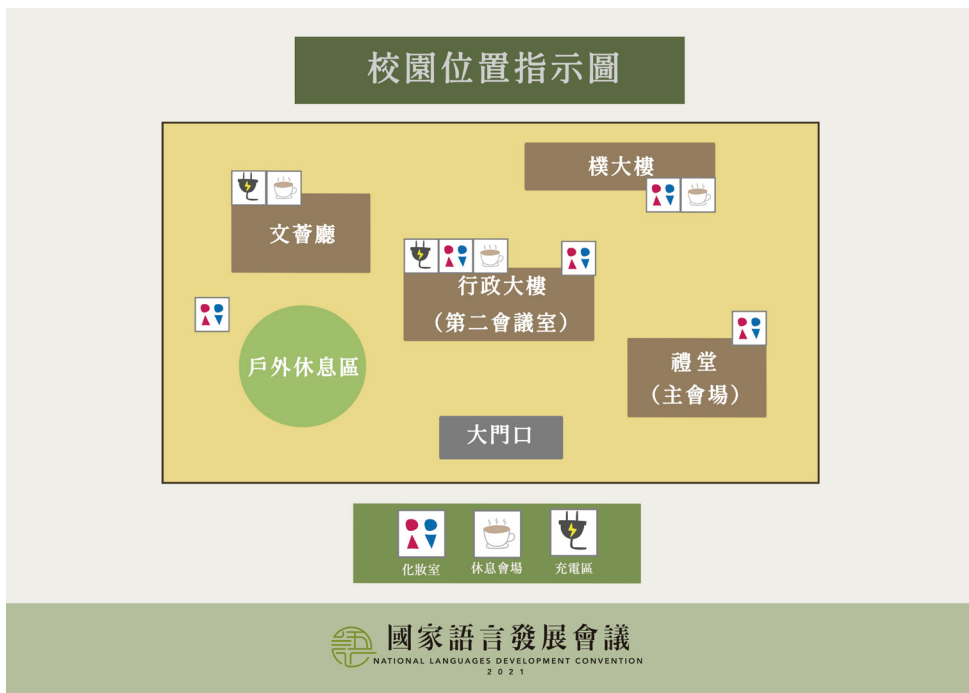 校園位置指示圖
樸大樓
文薈廳
行政大樓
（第二會議室）
戶外休息區
禮堂
（主會場）
大門口
化妝室
休息會場
充電區
國家語言發展會議
NATIONAL LANGUAGES DEVELOPMENT CONVENTION
2021